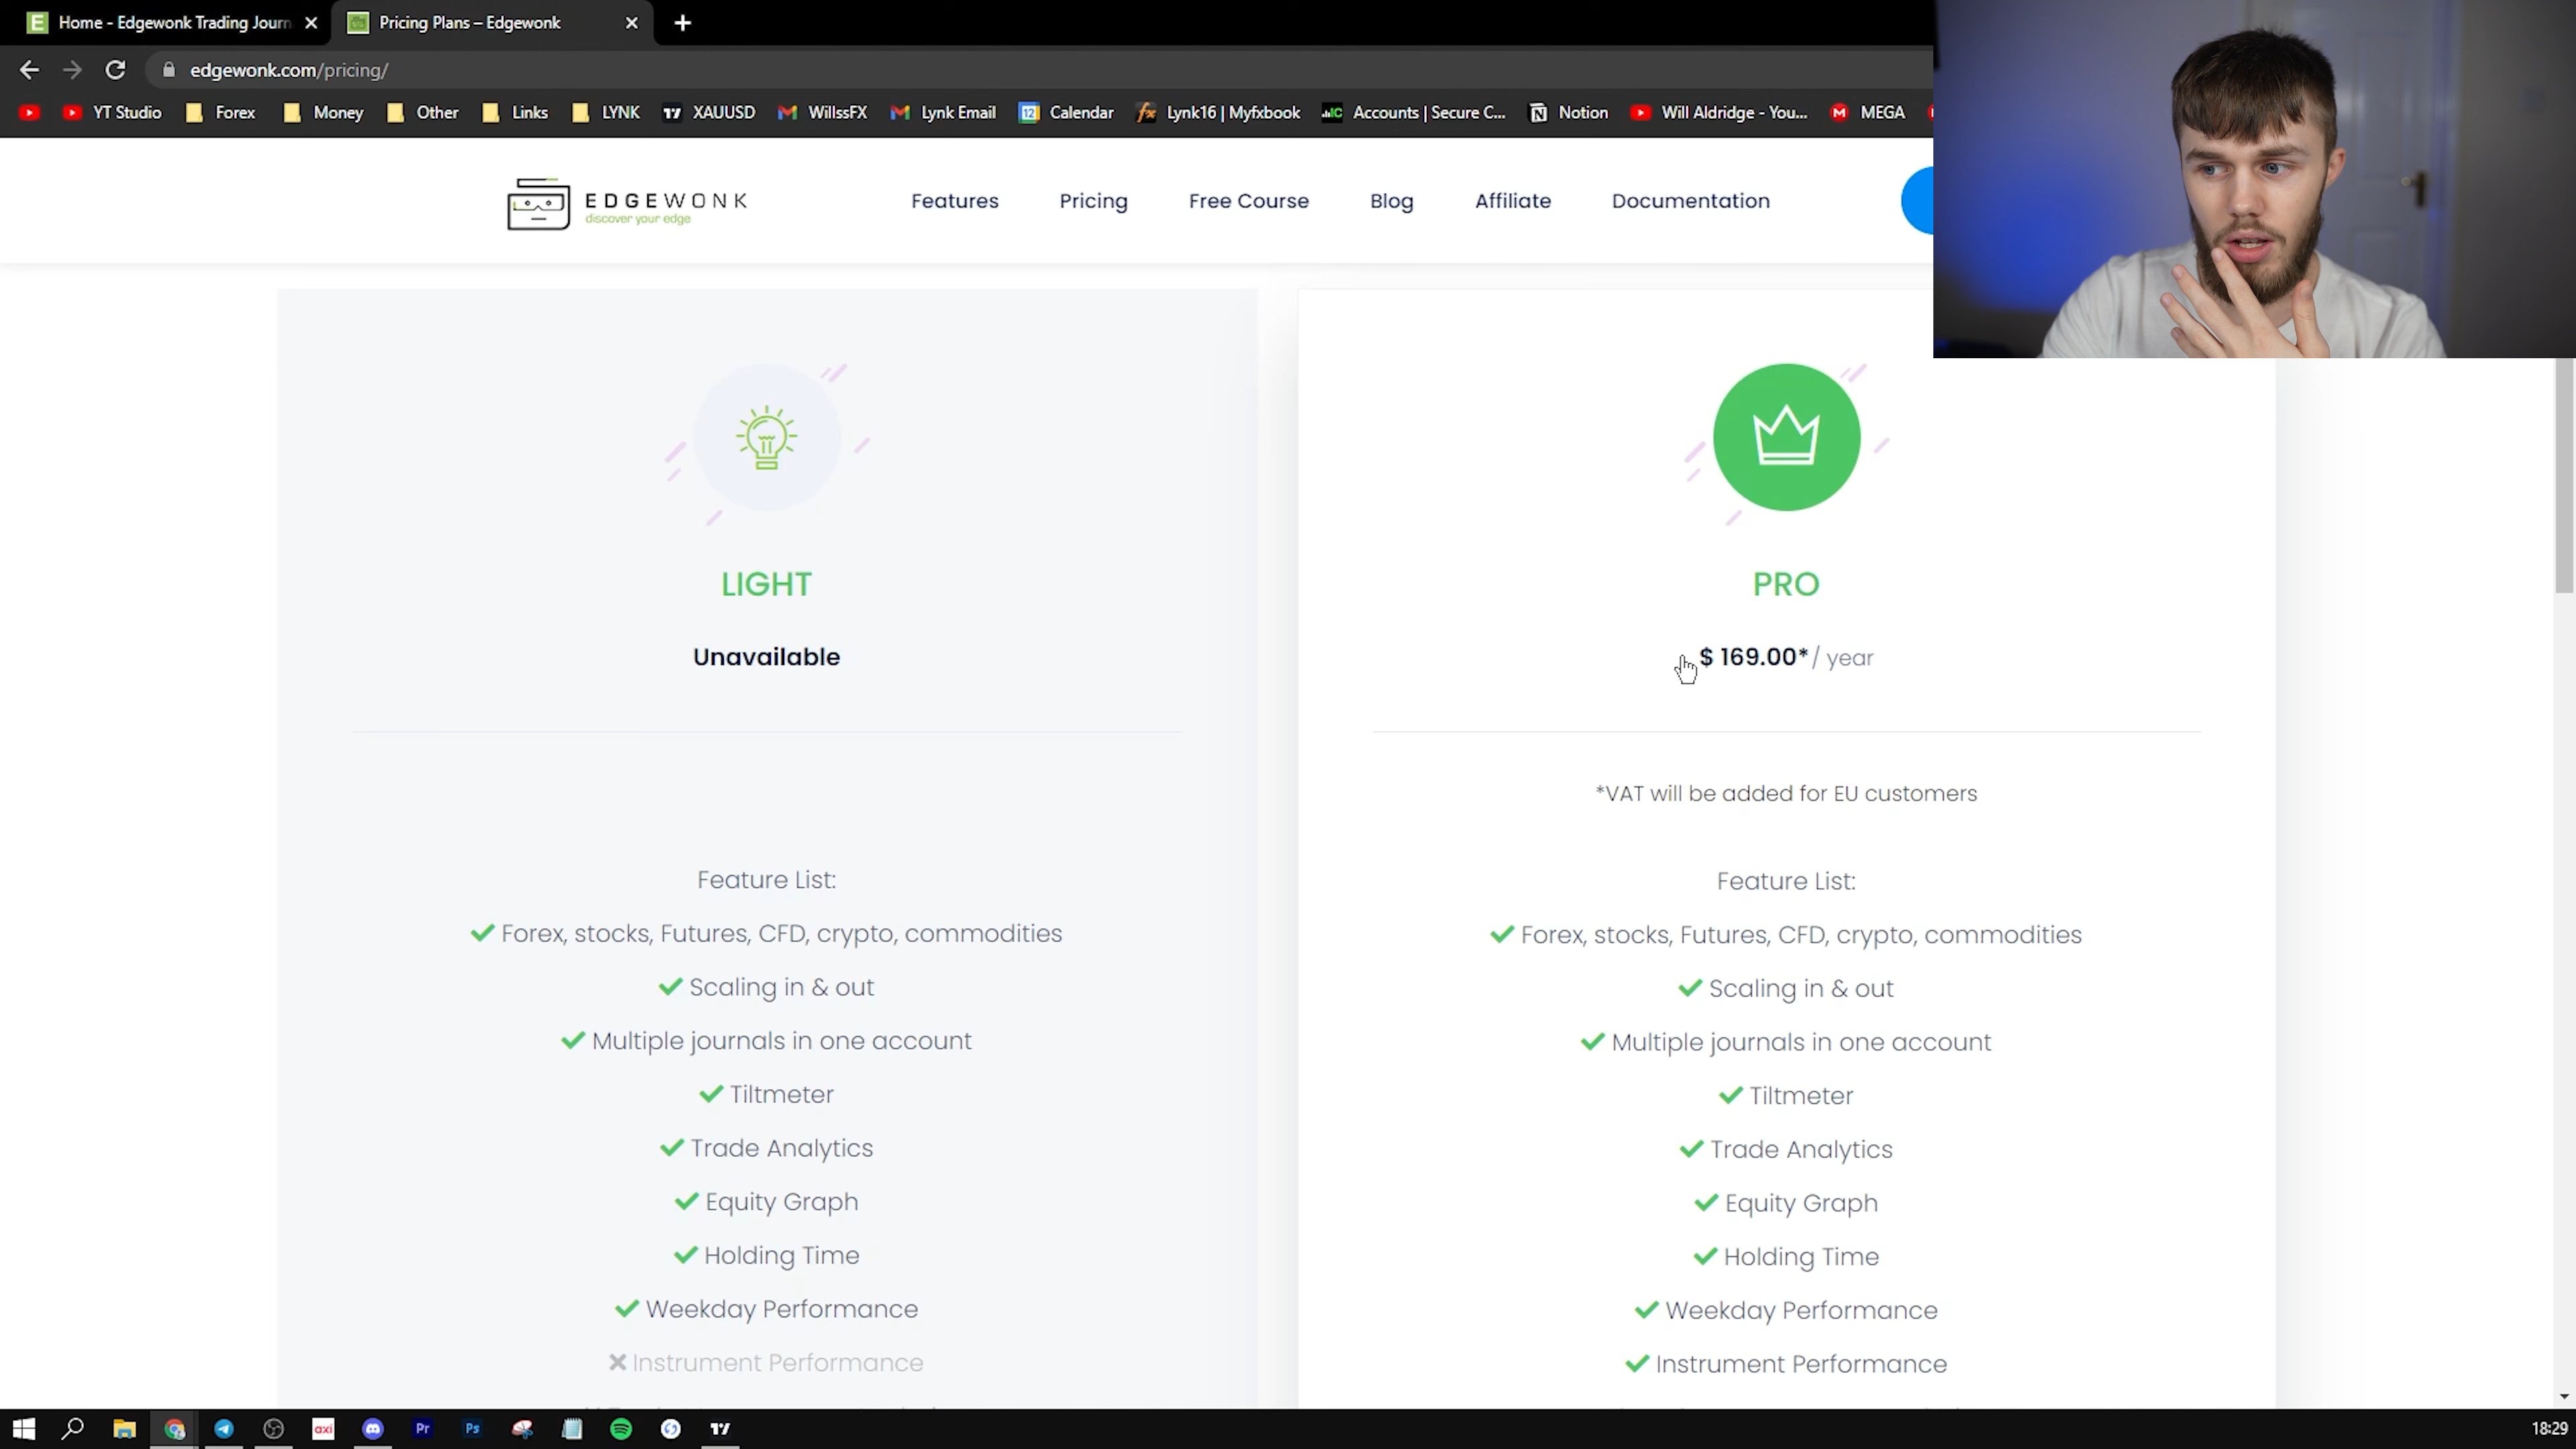 Home - Edgewonk Trading Journ
Pricing Plans – Edgewonk
edgewonk.com/pricing/
YT Studio
Forex
Money
Other
Links
LYNK
XAUUSD
WillssFX
Lynk Email
Calendar
Lynk16 | Myfxbook
Accounts | Secure C...
Notion
Will Aldridge - You...
MEGA
EDGEWONK
discover your edge
Features
Pricing
Free Course
Blog
Affiliate
Documentation
LIGHT
Unavailable
Feature List:
Forex, stocks, Futures, CFD, crypto, commodities
Scaling in & out
Multiple journals in one account
Tiltmeter
Trade Analytics
Equity Graph
Holding Time
Weekday Performance
Instrument Performance
PRO
$ 169.00* / year
*VAT will be added for EU customers
Feature List:
Forex, stocks, Futures, CFD, crypto, commodities
Scaling in & out
Multiple journals in one account
Tiltmeter
Trade Analytics
Equity Graph
Holding Time
Weekday Performance
Instrument Performance
axi
Pr
Ps
18:29